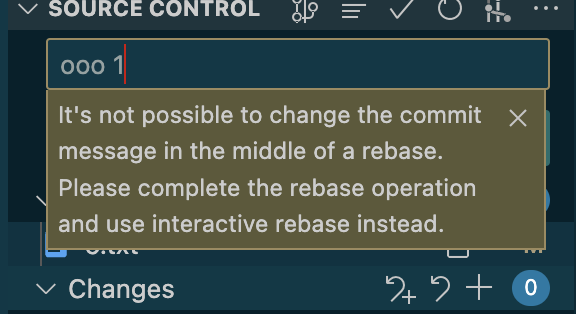 SOURCE CONTROL
ooo 1
It's not possible to change the commit
message in the middle of a rebase.
Please complete the rebase operation
and use interactive rebase instead.
Changes
0